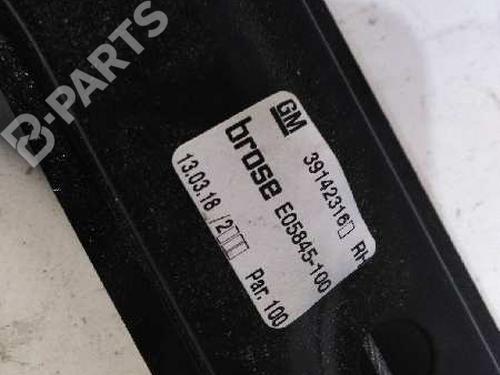 B-PARTS
GM
39142316▯ RH
brose E05845-100
13.03.18 /2▯▯▯ Par. 100